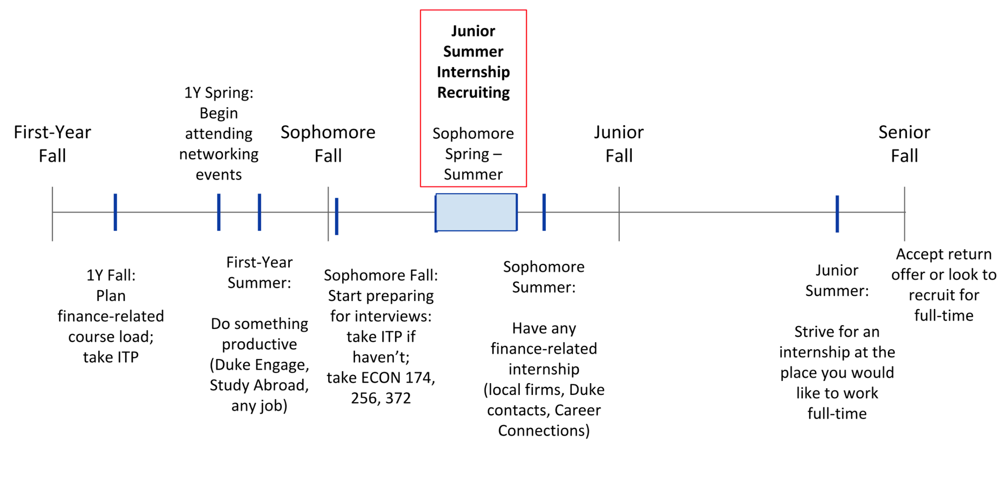 Junior
Summer
Internship
Recruiting
Sophomore
Spring –
Summer
1Y Spring:
Begin
attending
networking
events
First-Year
Fall
Sophomore
Fall
Junior
Fall
Senior
Fall
1Y Fall:
Plan
finance-related
course load;
take ITP
First-Year
Summer:
Do something
productive
(Duke Engage,
Study Abroad,
any job)
Sophomore Fall:
Start preparing
for interviews:
take ITP if
haven’t;
take ECON 174,
256, 372
Sophomore
Summer:
Have any
finance-related
internship
(local firms, Duke
contacts, Career
Connections)
Junior
Summer:
Strive for an
internship at the
place you would
like to work
full-time
Accept return
offer or look to
recruit for
full-time